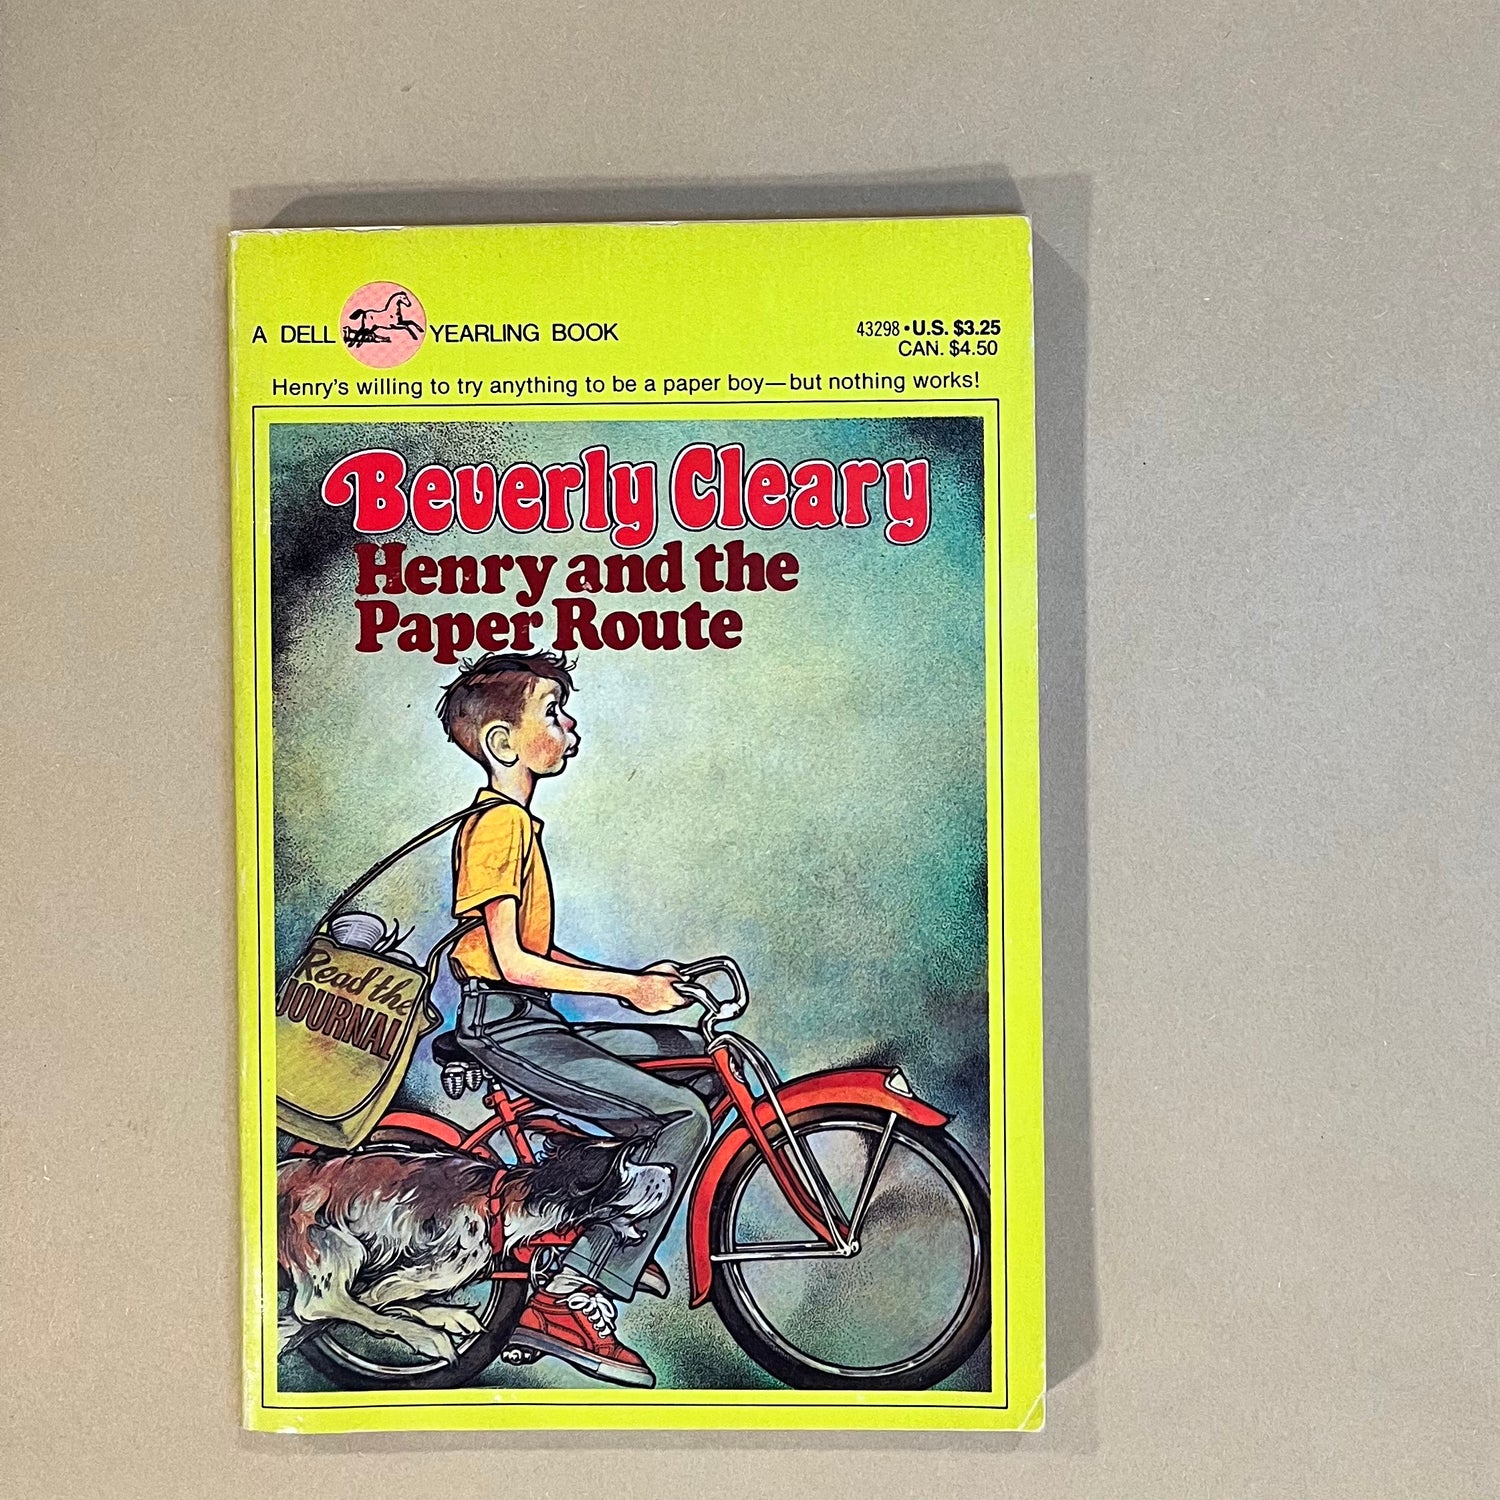 A DELL YEARLING BOOK
43298 • U.S. $3.25
CAN. $4.50
Henry's willing to try anything to be a paper boy—but nothing works!
Beverly Cleary
Henry and the
Paper Route
Read the
JOURNAL